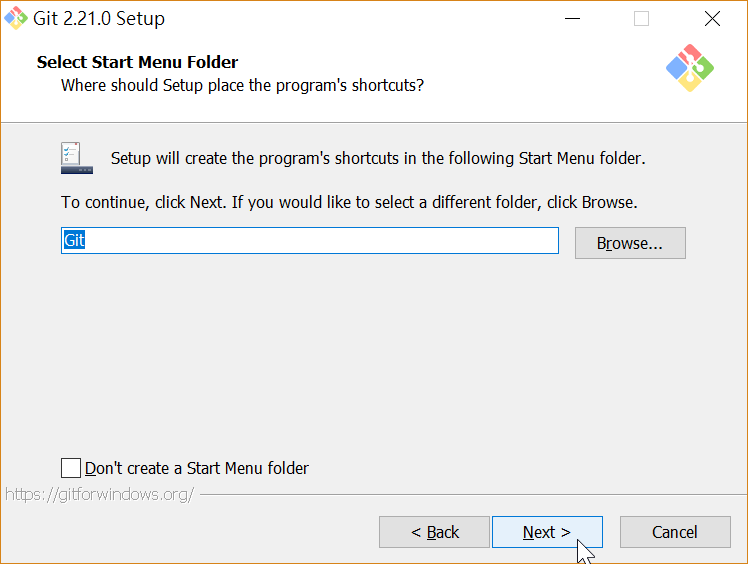 Git 2.21.0 Setup
Select Start Menu Folder
Where should Setup place the program's shortcuts?
Setup will create the program's shortcuts in the following Start Menu folder.
To continue, click Next. If you would like to select a different folder, click Browse.
Git
Browse...
Don't create a Start Menu folder
https://gitforwindows.org/
< Back
Next >
Cancel